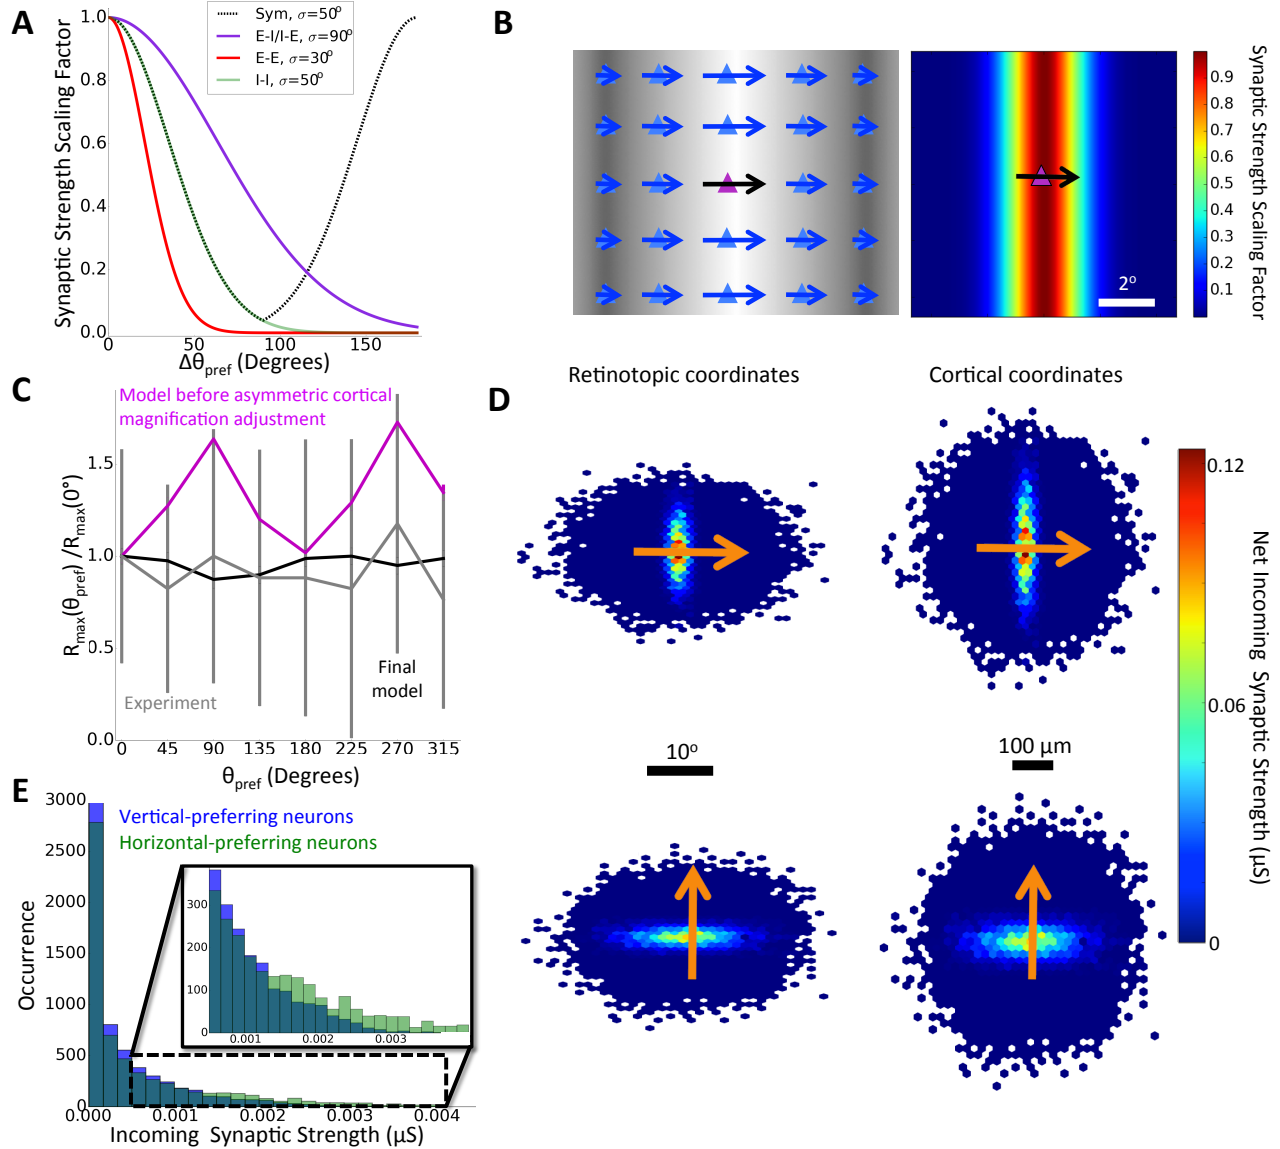 A
Synaptic Strength Scaling Factor
1.0
0.8
0.6
0.4
0.2
0.0
0
50
100
150
Δθpref (Degrees)
Sym, σ=50°
E-I/I-E, σ=90°
E-E, σ=30°
I-I, σ=50°
B
2°
0.9
0.8
0.7
0.6
0.5
0.4
0.3
0.2
0.1
Synaptic Strength Scaling Factor
C
Model before asymmetric cortical
magnification adjustment
Rmax(θpref) /Rmax(0°)
1.5
1.0
0.5
0.0
Experiment
Final
model
0 45 90 135 180 225 270 315
θpref (Degrees)
D
Retinotopic coordinates
Cortical coordinates
10°
100 μm
0.12
0.06
0
Net Incoming Synaptic Strength (μS)
E
Occurrence
3000
2500
2000
1500
1000
500
0
Vertical-preferring neurons
Horizontal-preferring neurons
300
200
100
0
0.001 0.002 0.003
0.000 0.001 0.002 0.003 0.004
Incoming Synaptic Strength (μS)